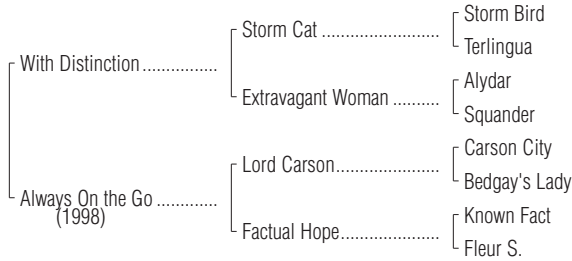 Storm Bird
Storm Cat ........................
Terlingua
With Distinction...............
Alydar
Extravagant Woman ..........
Squander
Carson City
Lord Carson.....................
Bedgay's Lady
Always On the Go .............
(1998)
Known Fact
Factual Hope....................
Fleur S.